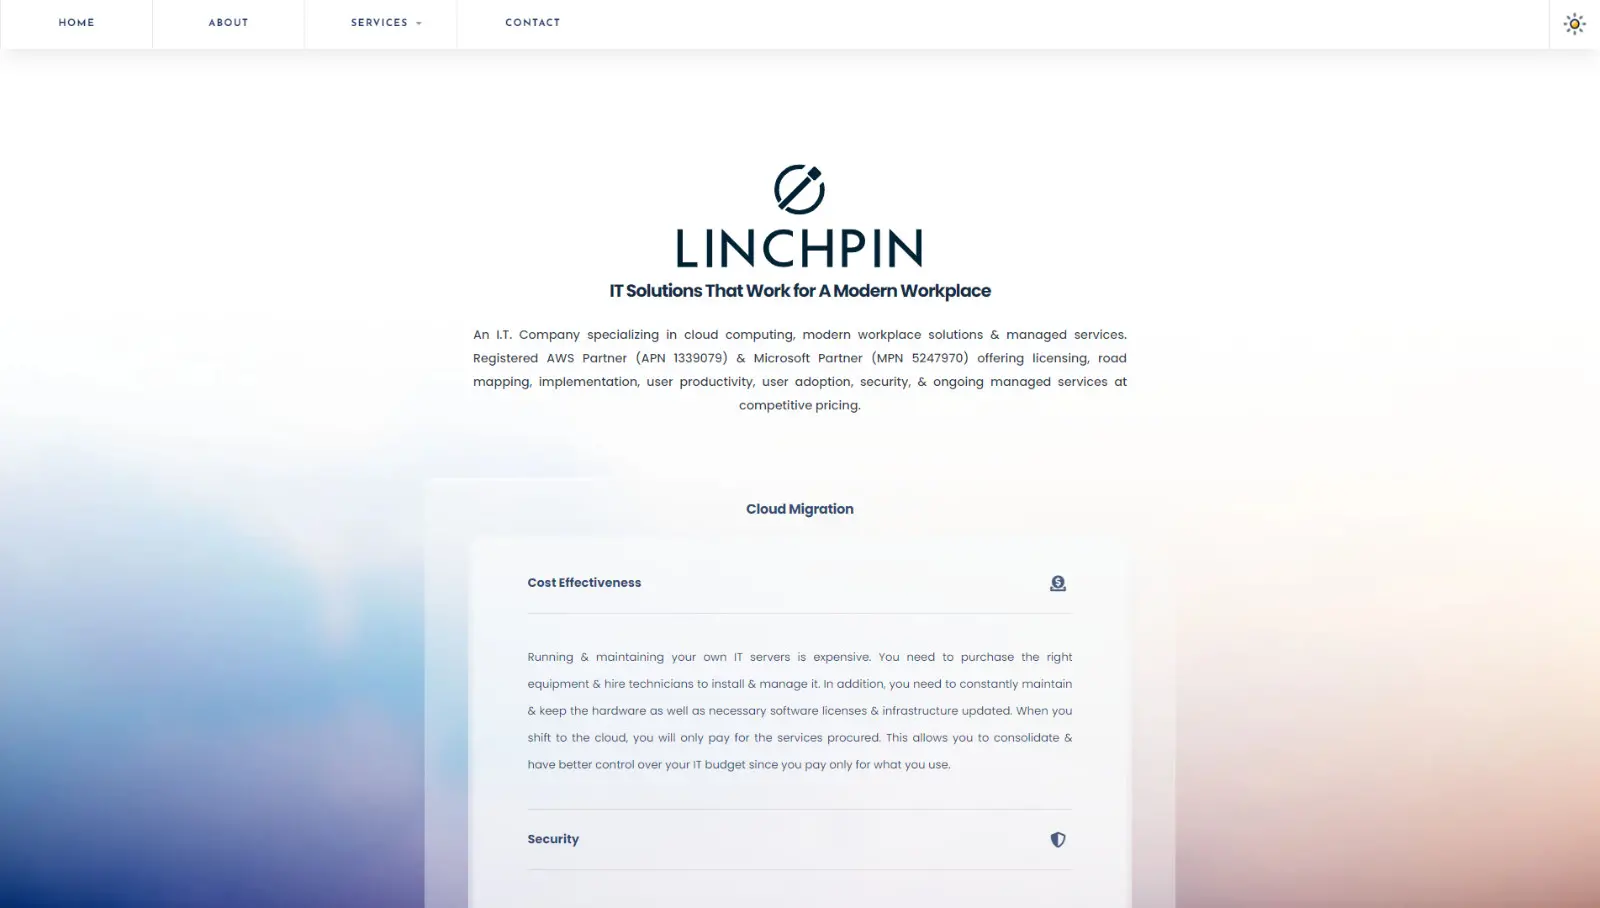 HOME
ABOUT
SERVICES
CONTACT
LINCHPIN
IT Solutions That Work for A Modern Workplace
An I.T. Company specializing in cloud computing, modern workplace solutions & managed services.
Registered AWS Partner (APN 1339079) & Microsoft Partner (MPN 5247970) offering licensing, road
mapping, implementation, user productivity, user adoption, security, & ongoing managed services at
competitive pricing.
Cloud Migration
Cost Effectiveness
Running & maintaining your own IT servers is expensive. You need to purchase the right
equipment & hire technicians to install & manage it. In addition, you need to constantly maintain
& keep the hardware as well as necessary software licenses & infrastructure updated. When you
shift to the cloud, you will only pay for the services procured. This allows you to consolidate &
have better control over your IT budget since you pay only for what you use.
Security